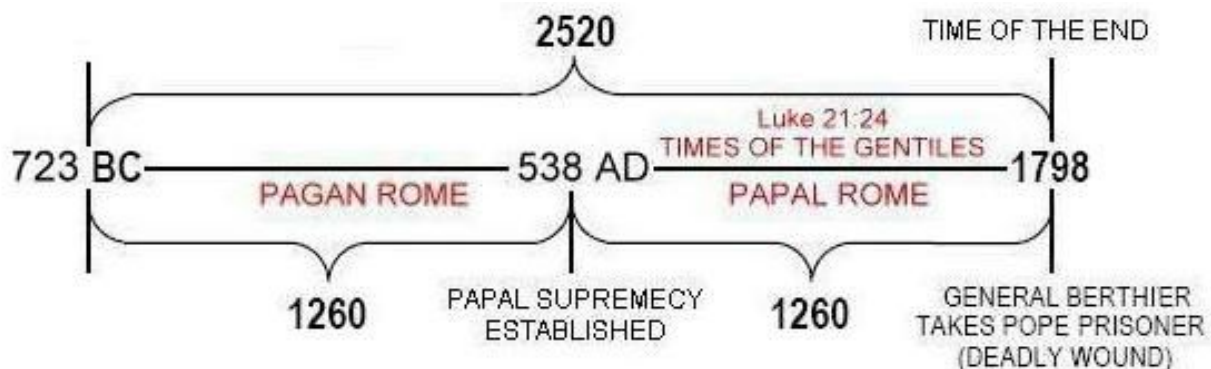 2520
TIME OF THE END
Luke 21:24
TIMES OF THE GENTILES
723 BC
538 AD
1798
PAGAN ROME
PAPAL ROME
1260
PAPAL SUPREMECY
ESTABLISHED
1260
GENERAL BERTHIER
TAKES POPE PRISONER
(DEADLY WOUND)